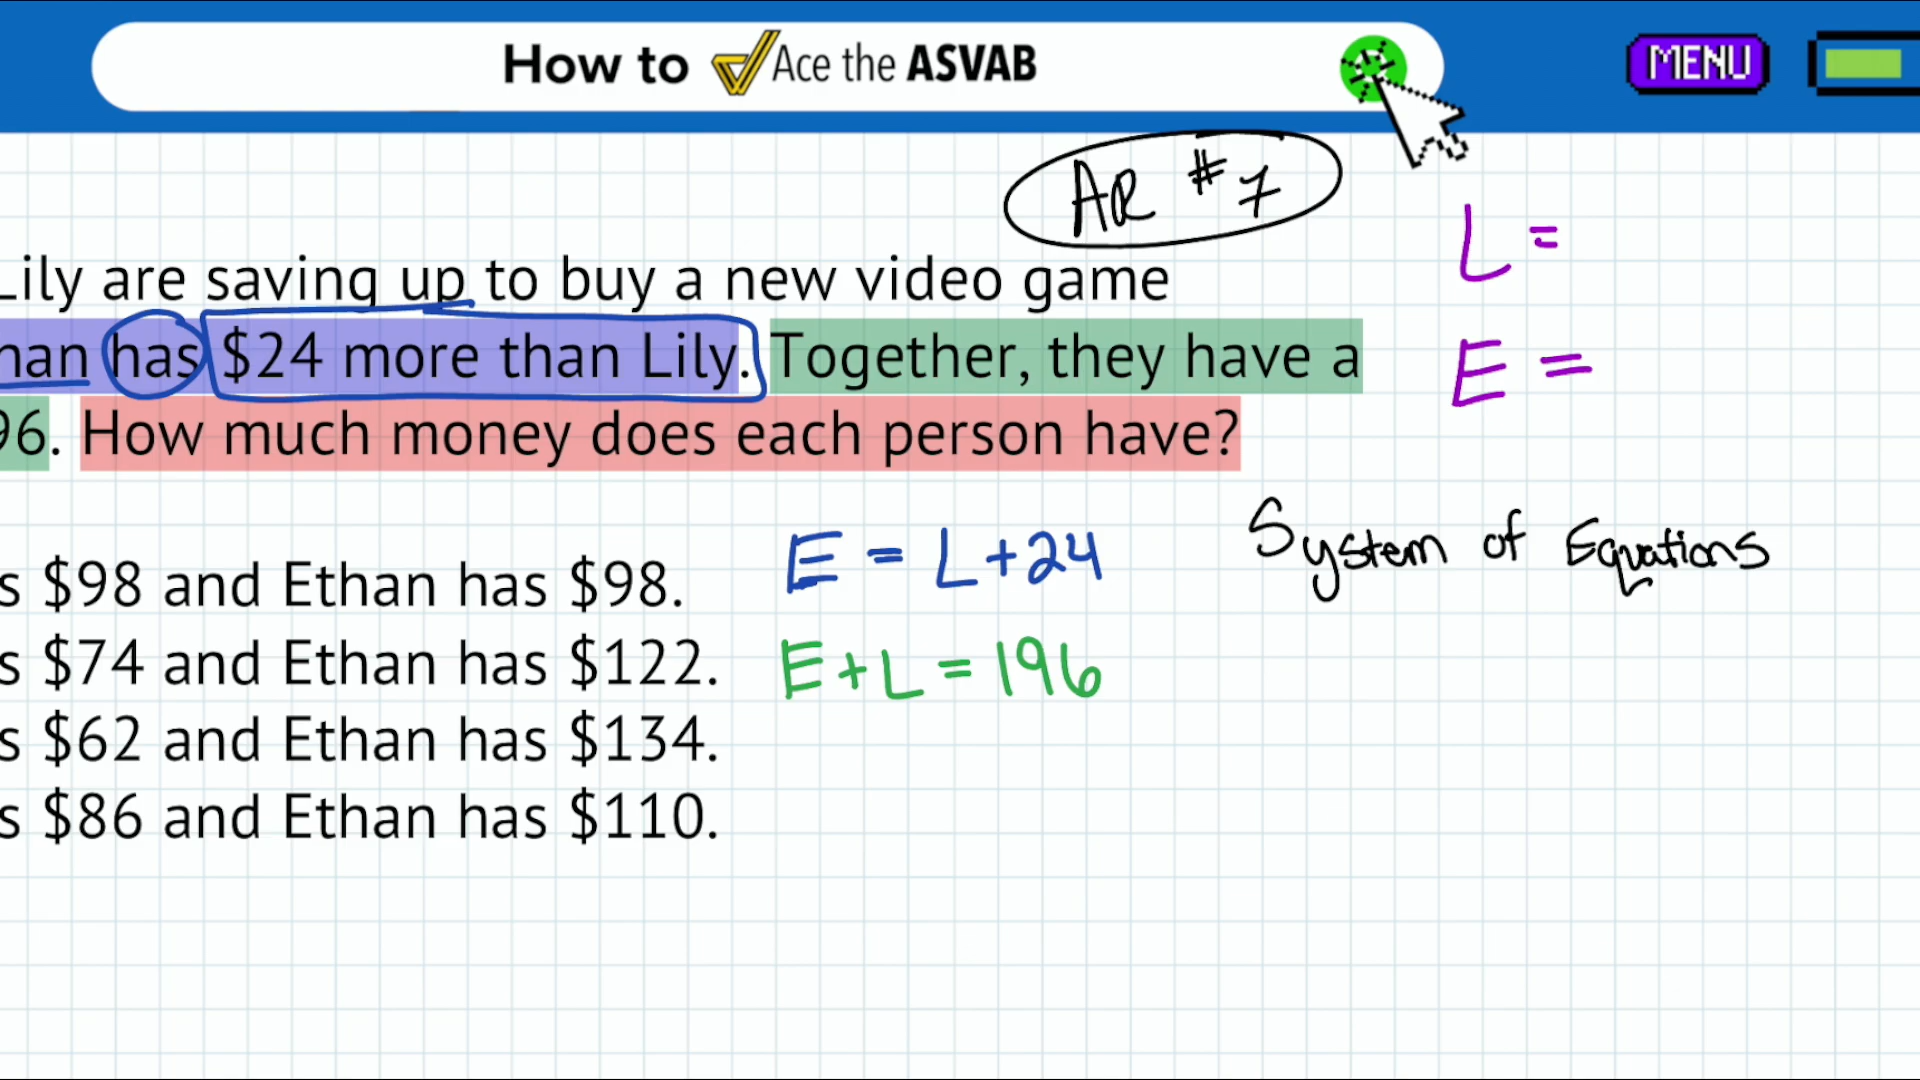 How to Ace the ASVAB
MENU
AR #7
L =
Lily are saving up to buy a new video game
has $24 more than Lily. Together, they have a
E =
96. How much money does each person have?
E = L + 24
System of Equations
s $98 and Ethan has $98.
s $74 and Ethan has $122.
E + L = 196
s $62 and Ethan has $134.
s $86 and Ethan has $110.